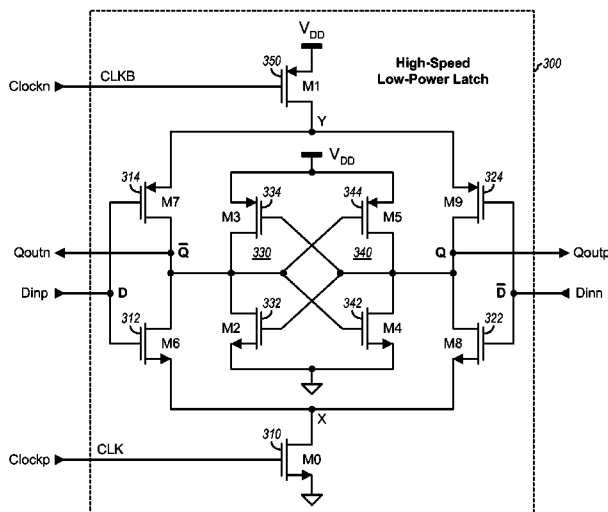 V_DD
350
High-Speed
Low-Power Latch
300
Clockn
CLKB
M1
Y
V_DD
314
334
344
324
M7
M3
M5
M9
Qoutn
Q̅
330
340
Q
Qoutp
Dinp
D
D̅
Dinn
312
332
342
322
M6
M2
M4
M8
X
310
Clockp
CLK
M0